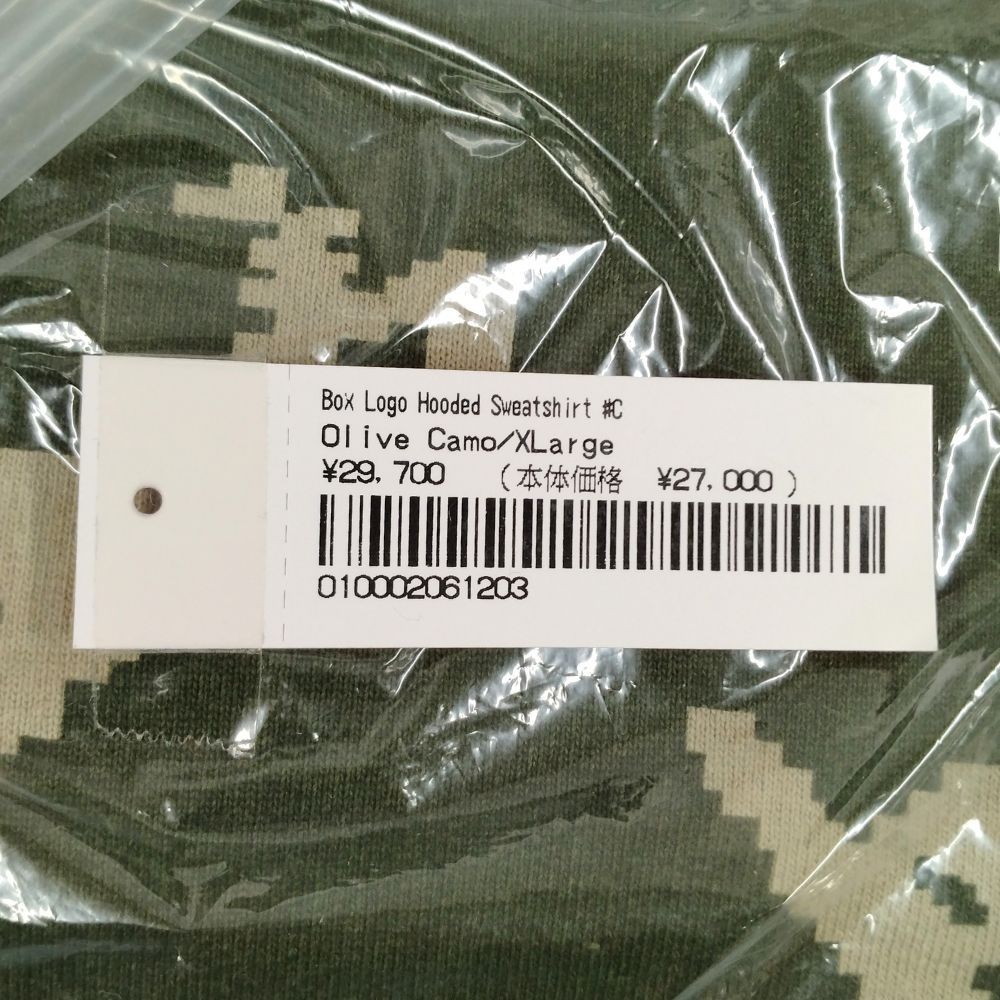 Box Logo Hooded Sweatshirt #C
Olive Camo/XLarge
¥29,700 (本体価格 ¥27,000)
010002061203